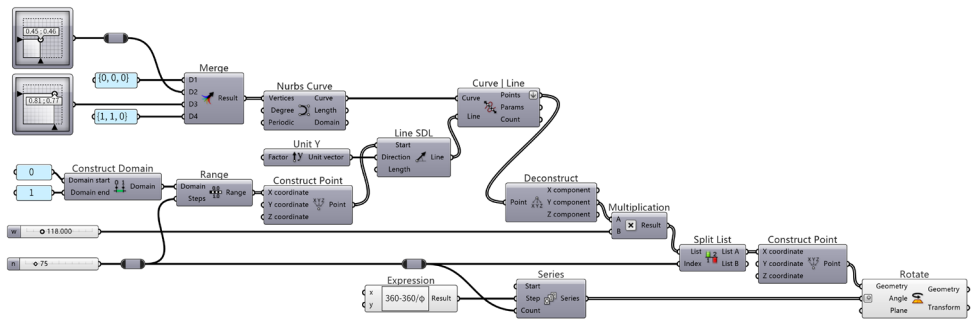 0.45 ; 0.46
0.81 ; 0.77
{0, 0, 0}
{1, 1, 0}
Merge
D1
D2
D3
D4
Result
Nurbs Curve
Vertices Curve
Degree Length
Periodic Domain
Curve | Line
Curve Points
Params
Line
Count
Unit Y
Factor Unit vector
Line SDL
Start
Direction Line
Length
0
1
Construct Domain
Domain start
Domain end
Domain
Range
Domain
Steps
Range
Construct Point
X coordinate
Y coordinate Point
Z coordinate
w 118.000
n 75
Deconstruct
X component
Point Y component
Z component
Multiplication
A
B
Result
Split List
List List A
Index List B
Construct Point
X coordinate
Y coordinate Point
Z coordinate
Expression
x
y
360-360/ϕ
Result
Series
Start
Step Series
Count
Rotate
Geometry Geometry
Angle
Plane Transform